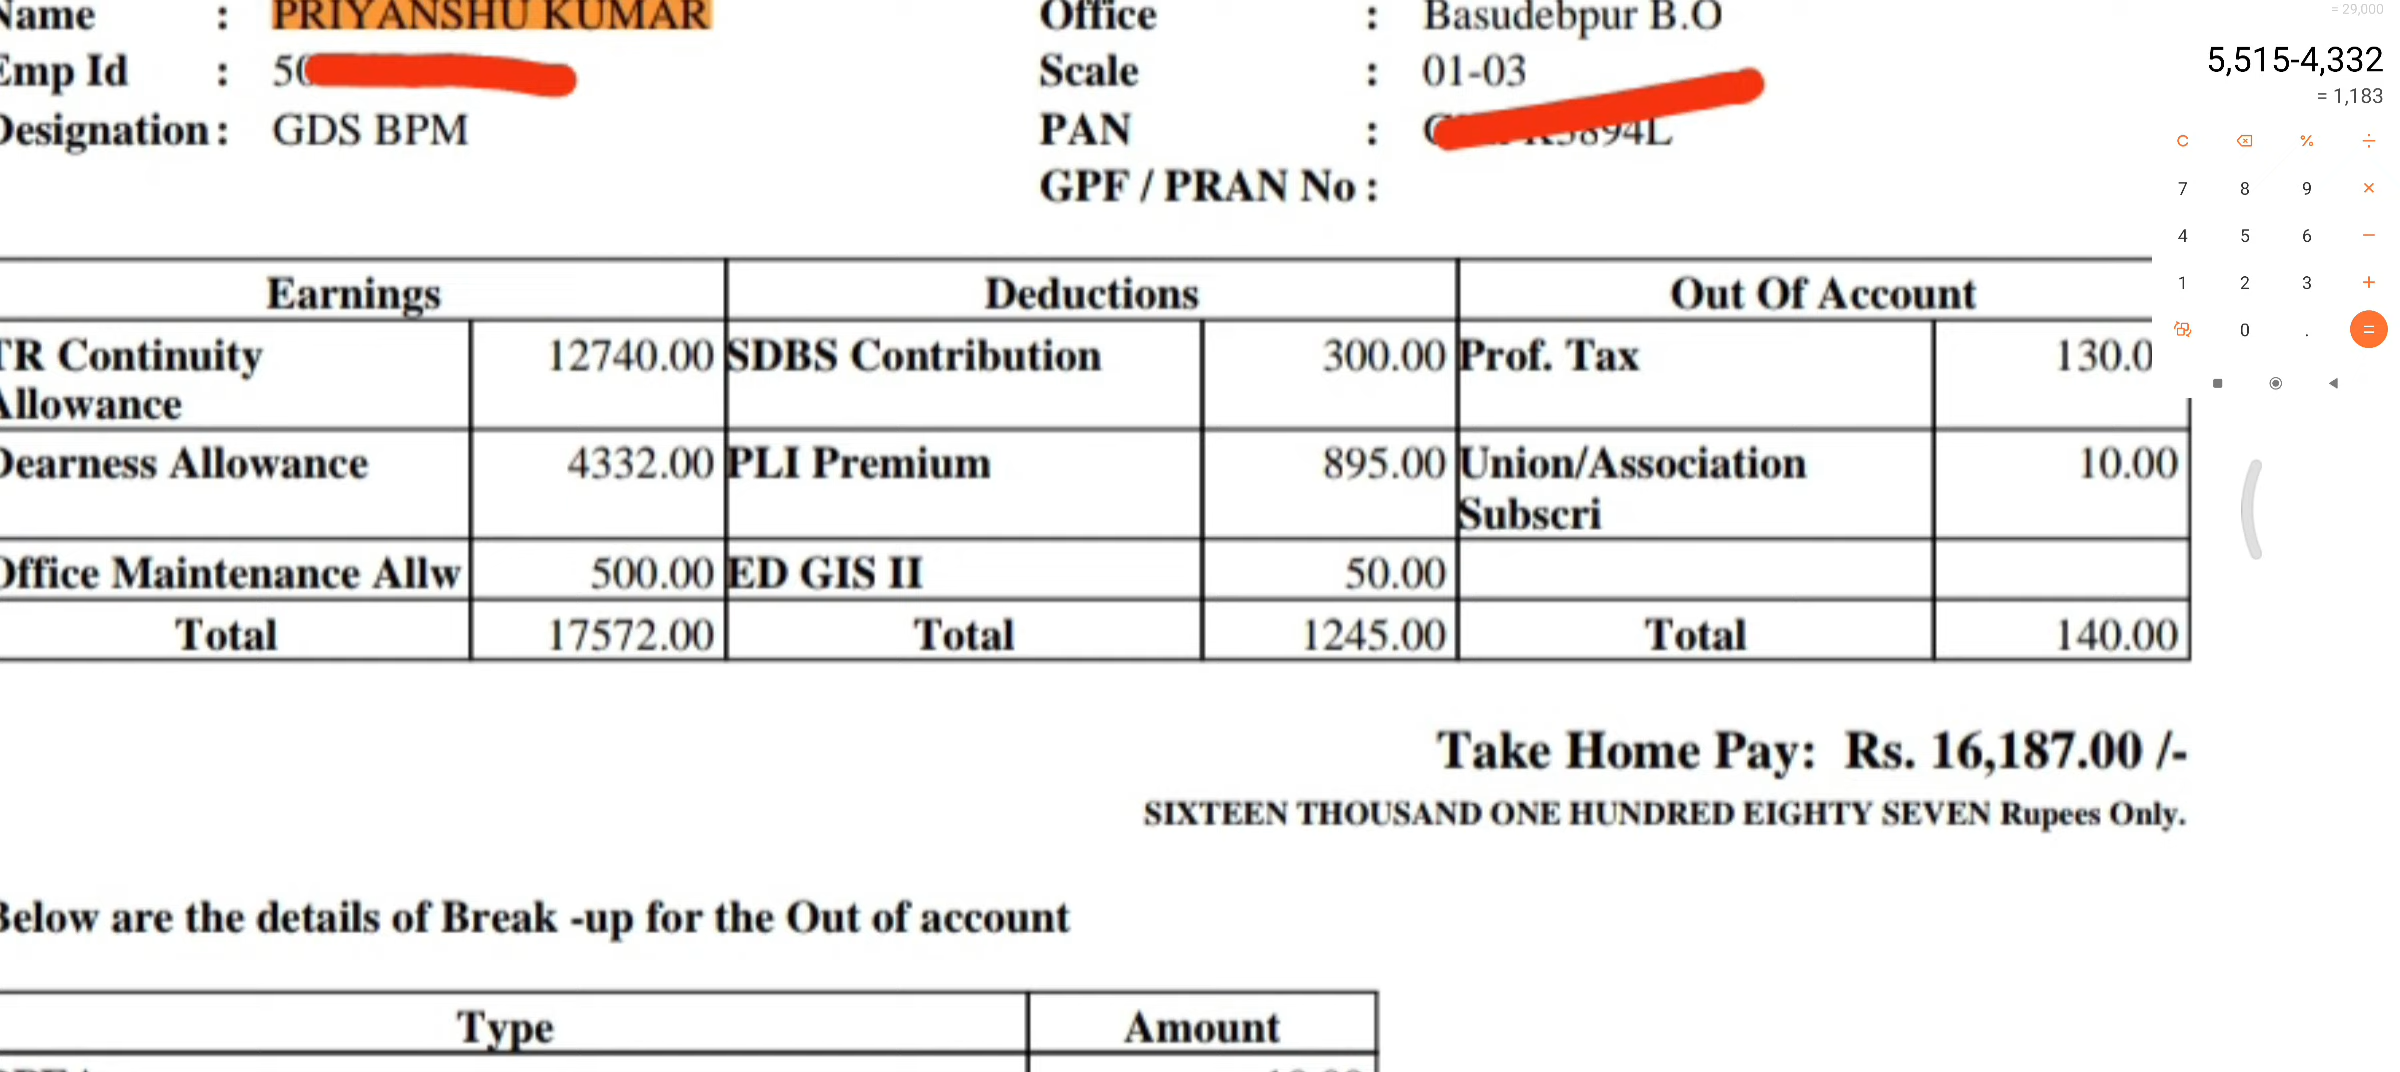 Name : PRIYANSHU KUMAR Office : Basudebpur B.O
Emp Id : 50 Scale : 01-03
Designation : GDS BPM PAN : 894L
GPF / PRAN No :
Earnings Deductions Out Of Account
TR Continuity Allowance 12740.00 SDBS Contribution 300.00 Prof. Tax 130.0
Dearness Allowance 4332.00 PLI Premium 895.00 Union/Association Subscri 10.00
Office Maintenance Allw 500.00 ED GIS II 50.00
Total 17572.00 Total 1245.00 Total 140.00
Take Home Pay: Rs. 16,187.00 /-
SIXTEEN THOUSAND ONE HUNDRED EIGHTY SEVEN Rupees Only.
Below are the details of Break -up for the Out of account
Type Amount
= 29,000
5,515-4,332
= 1,183
C % ÷
7 8 9 ×
4 5 6 −
1 2 3 +
0 . =